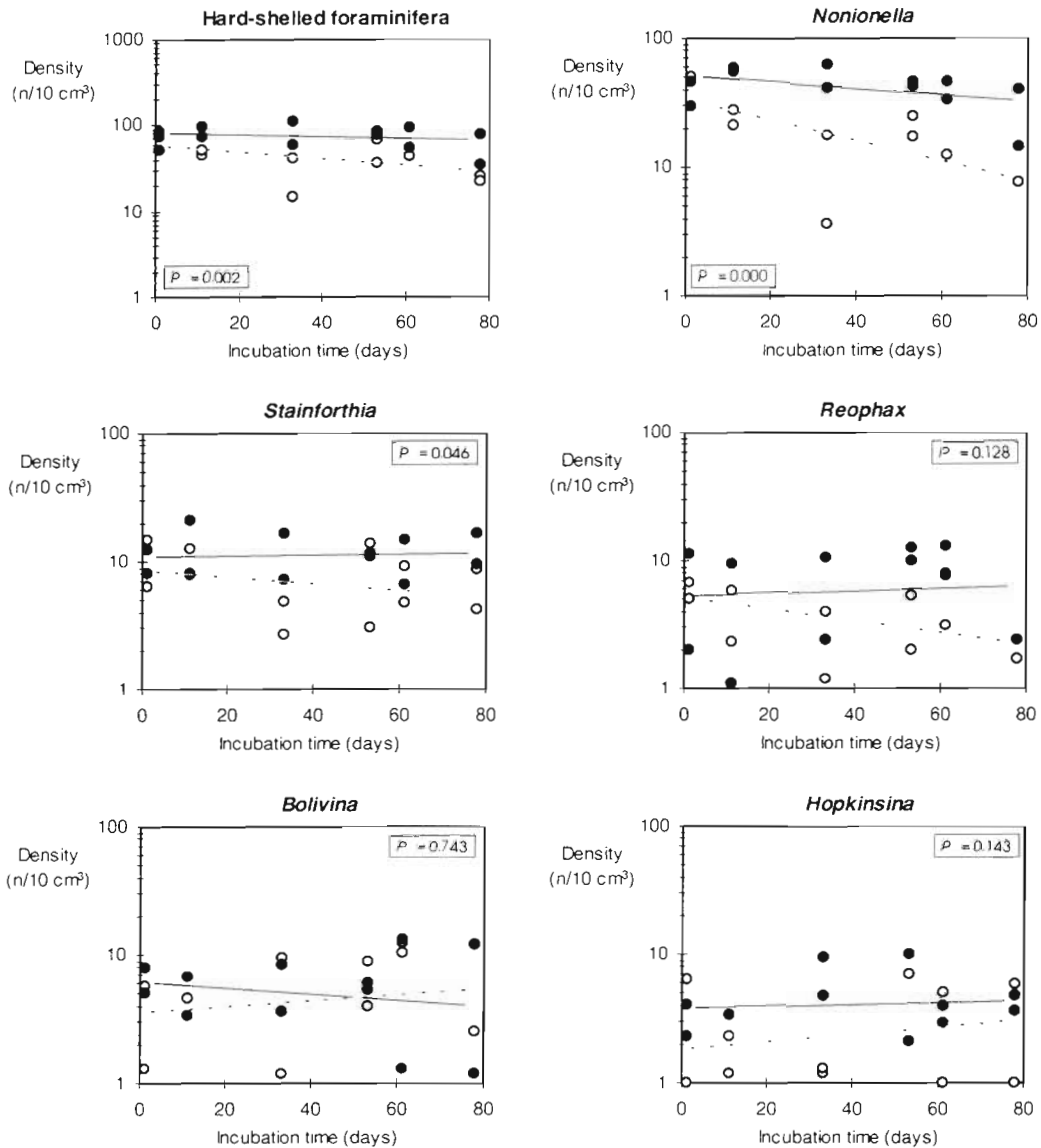 Hard-shelled foraminifera
Density
(n/10 cm³)
1000
100
10
1
P = 0.002
0 20 40 60 80
Incubation time (days)
Nonionella
Density
(n/10 cm³)
100
10
1
P = 0.000
0 20 40 60 80
Incubation time (days)
Stainforthia
Density
(n/10 cm³)
100
10
1
P = 0.046
0 20 40 60 80
Incubation time (days)
Reophax
Density
(n/10 cm³)
100
10
1
P = 0.128
0 20 40 60 80
Incubation time (days)
Bolivina
Density
(n/10 cm³)
100
10
1
P = 0.743
0 20 40 60 80
Incubation time (days)
Hopkinsina
Density
(n/10 cm³)
100
10
1
P = 0.143
0 20 40 60 80
Incubation time (days)